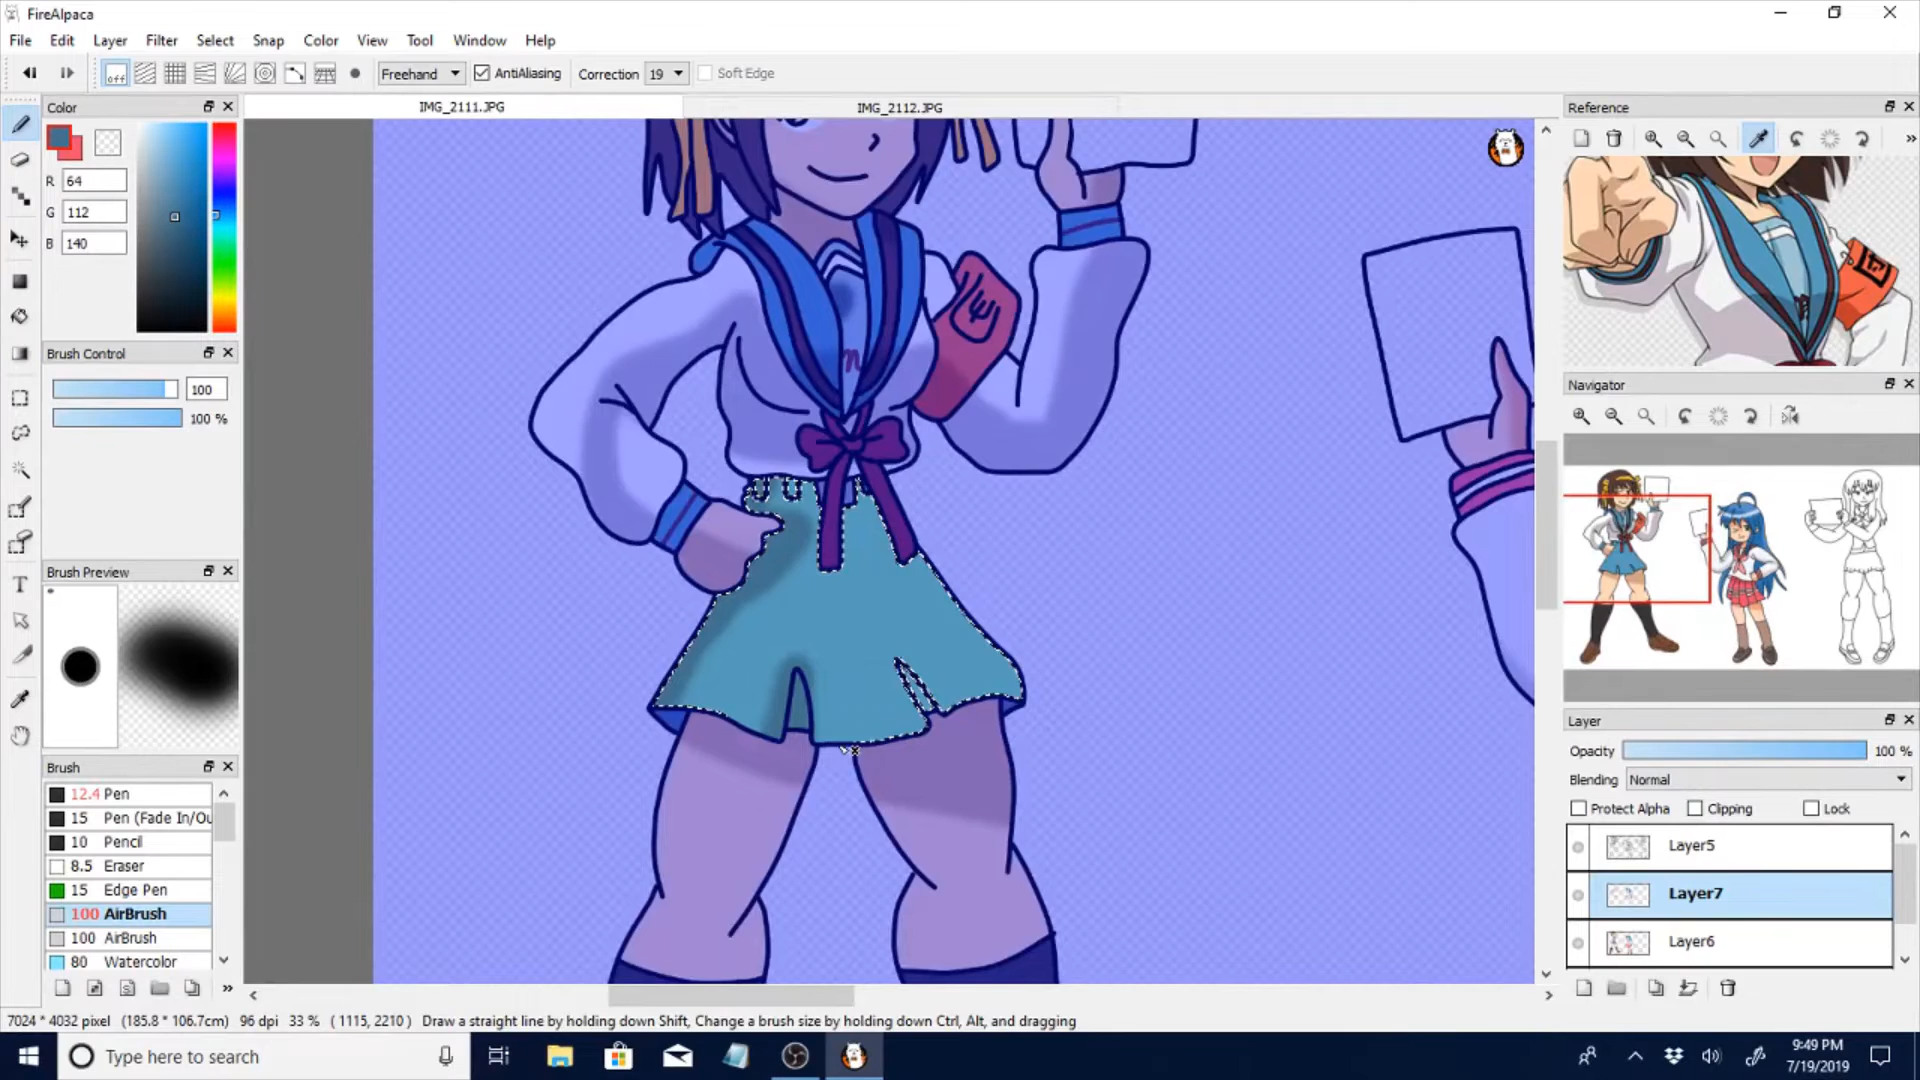 FireAlpaca
File Edit Layer Filter Select Snap Color View Tool Window Help
off Freehand AntiAliasing Correction 19 Soft Edge
Color
IMG_2111.JPG IMG_2112.JPG
Reference
R 64
G 112
B 140
Brush Control
100
100 %
Navigator
Brush Preview
Layer
Opacity 100 %
Blending Normal
Protect Alpha Clipping Lock
Brush
12.4 Pen
15 Pen (Fade In/Ou
10 Pencil
8.5 Eraser
15 Edge Pen
100 AirBrush
100 AirBrush
80 Watercolor
Layer5
Layer7
Layer6
7024 * 4032 pixel (185.8 * 106.7cm) 96 dpi 33 % ( 1115, 2210 ) Draw a straight line by holding down Shift, Change a brush size by holding down Ctrl, Alt, and dragging
Type here to search
9:49 PM
7/19/2019